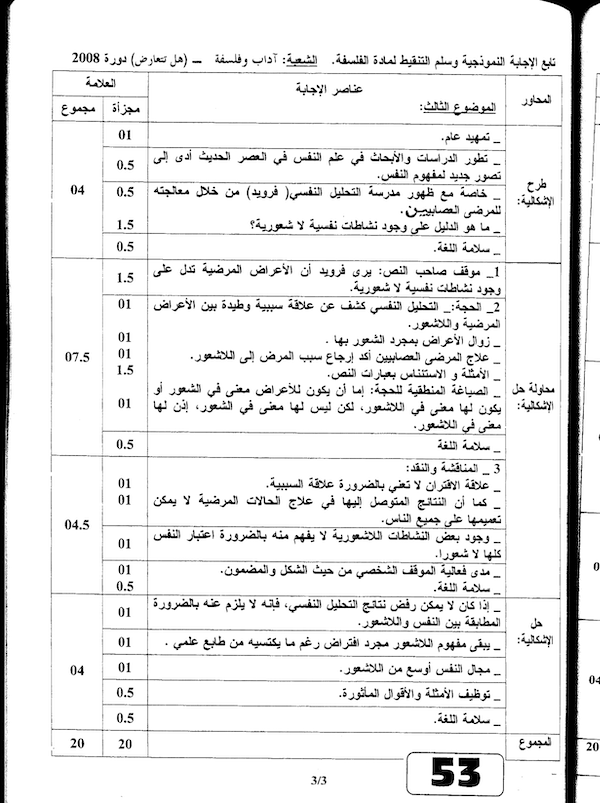 تابع الإجابة النموذجية وسلم التنقيط لمادة الفلسفة. الشعبة: آداب وفلسفة ـ (هل تتعارض) دورة 2008
المحاور
عناصر الإجابة
العلامة
الموضوع الثالث:
مجزأة
مجموع
طرح الإشكالية:
_ تمهيد عام. 01
_ تطور الدراسات والأبحاث في علم النفس في العصر الحديث أدى إلى
تصور جديد لمفهوم النفس. 0.5
_ خاصة مع ظهور مدرسة التحليل النفسي( فرويد) من خلال معالجته 0.5
للمرضى العصابيين.
_ ما هو الدليل على وجود نشاطات نفسية لا شعورية؟ 1.5
_ سلامة اللغة. 0.5
04
محاولة حل الإشكالية:
1_ موقف صاحب النص: يرى فرويد أن الأعراض المرضية تدل على 1.5
وجود نشاطات نفسية لا شعورية.
2_ الحجة:_ التحليل النفسي كشف عن علاقة سببية وطيدة بين الأعراض 01
المرضية واللاشعور.
_ زوال الأعراض بمجرد الشعور بها . 01
_ علاج المرضى العصابيين أكد إرجاع سبب المرض إلى اللاشعور. 01
_ الأمثلة و الاستئناس بعبارات النص. 1.5
_ الصياغة المنطقية للحجة: إما أن يكون للأعراض معنى في الشعور أو
يكون لها معنى في اللاشعور، لكن ليس لها معنى في الشعور، إذن لها 01
معنى في اللاشعور.
_ سلامة اللغة 0.5
07.5
3 _ المناقشة والنقد:
_ علاقة الاقتران لا تعني بالضرورة علاقة السببية. 01
_ كما أن النتائج المتوصل إليها في علاج الحالات المرضية لا يمكن 01
تعميمها على جميع الناس.
_ وجود بعض النشاطات اللاشعورية لا يفهم منه بالضرورة اعتبار النفس 01
كلها لا شعورا.
_ مدى فعالية الموقف الشخصي من حيث الشكل والمضمون. 01
_ سلامة اللغة. 0.5
04.5
حل الإشكالية:
_ إذا كان لا يمكن رفض نتائج التحليل النفسي، فإنه لا يلزم عنه بالضرورة 01
المطابقة بين النفس واللاشعور.
_ يبقى مفهوم اللاشعور مجرد افتراض رغم ما يكتسيه من طابع علمي . 01
_ مجال النفس أوسع من اللاشعور. 01
_ توظيف الأمثلة والأقوال المأثورة. 0.5
_ سلامة اللغة. 0.5
04
المجموع 20 20
3/3
53
0
04
20